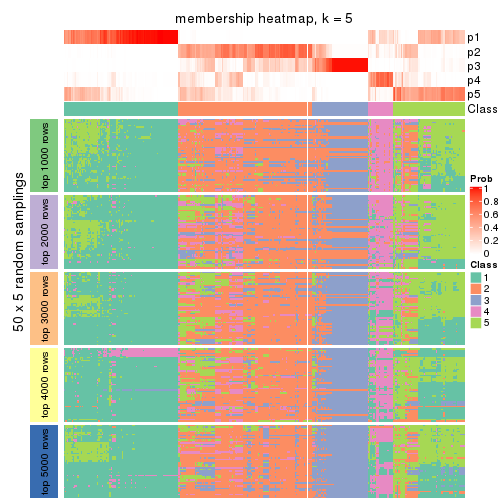 membership heatmap, k = 5
p1
p2
p3
p4
p5
Class
50 x 5 random samplings
top 1000 rows
top 2000 rows
top 3000 rows
top 4000 rows
top 5000 rows
Prob
1
0.8
0.6
0.4
0.2
0
Class
1
2
3
4
5